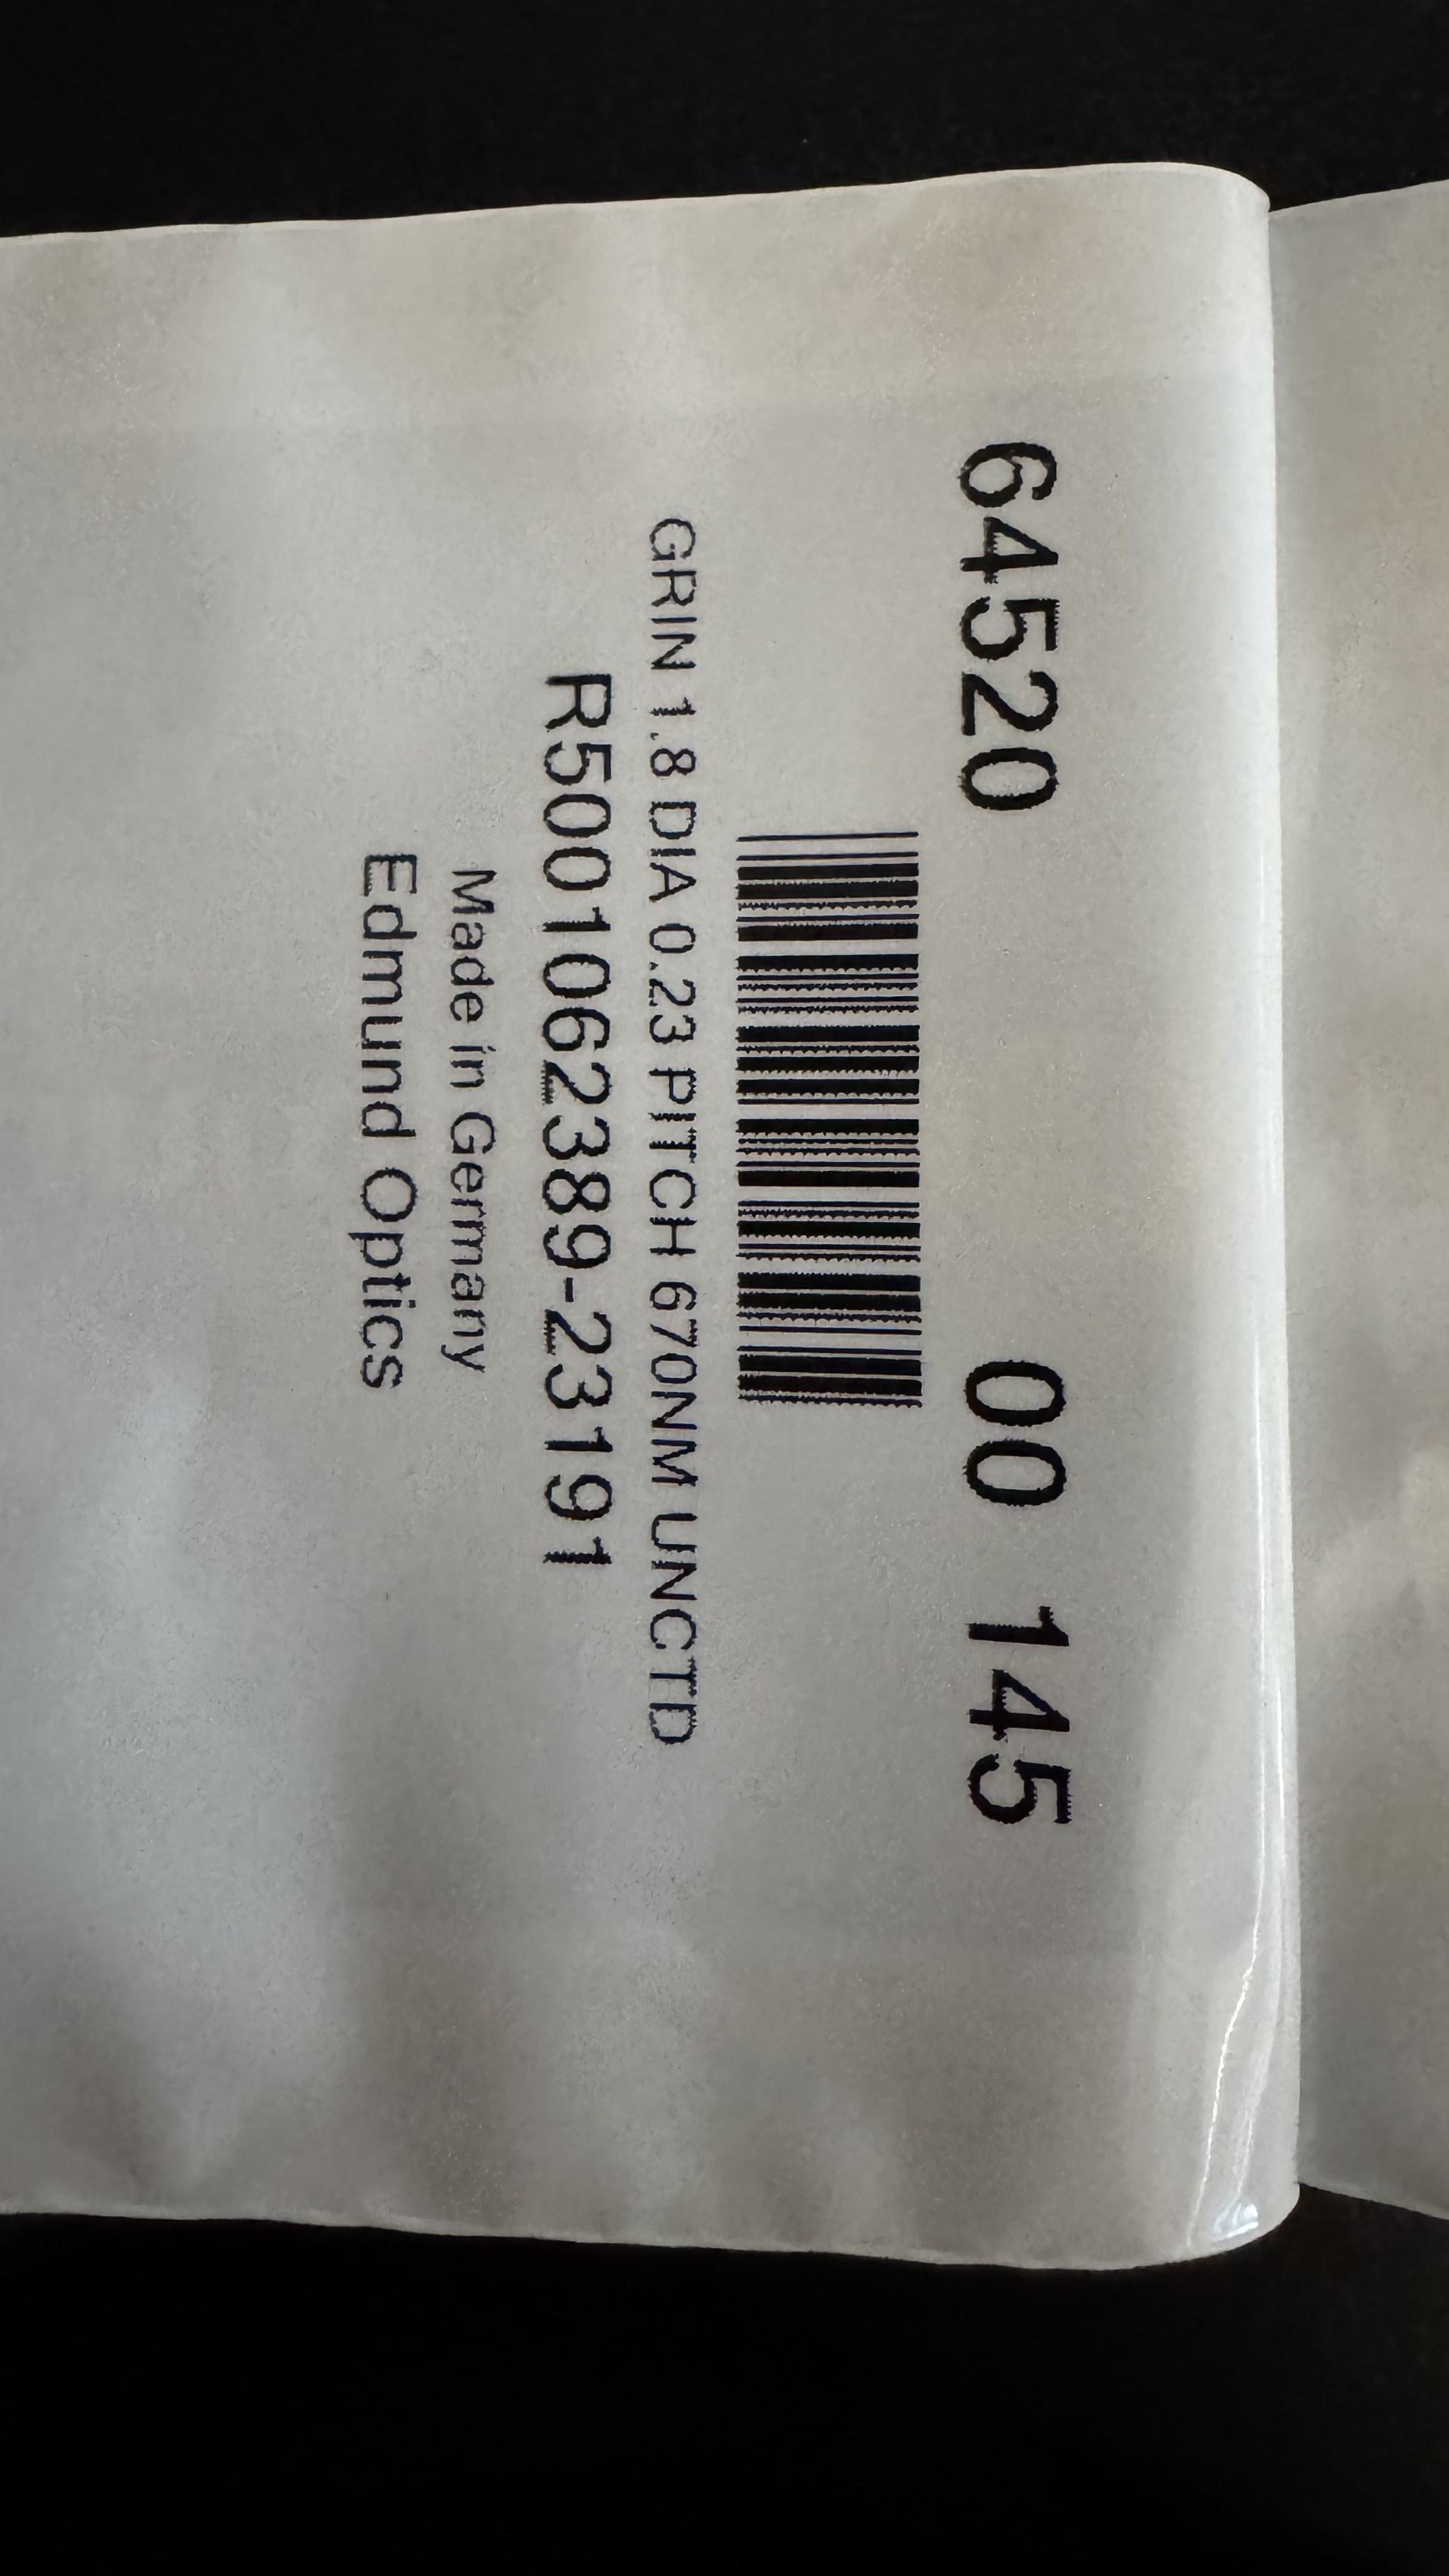 64520 00 145
GRIN 1.8 DIA 0.23 PITCH 670NM UNCTD
R5001062389-23191
Made in Germany
Edmund Optics